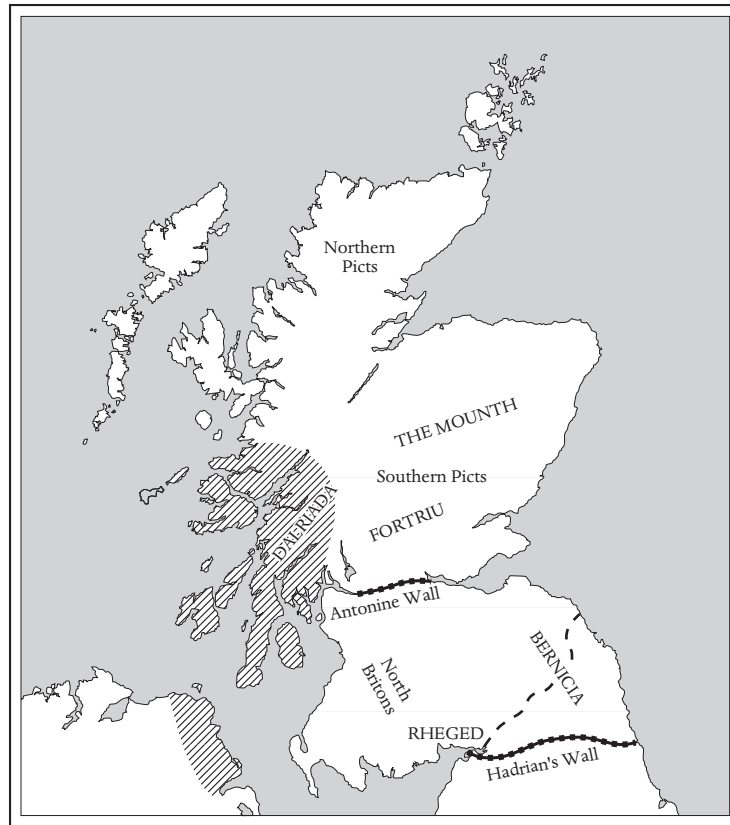 Northern
Picts
THE MOUNTH
Southern Picts
DALRIADA
FORTRIU
Antonine Wall
North
Britons
BERNICIA
RHEGED
Hadrian's Wall